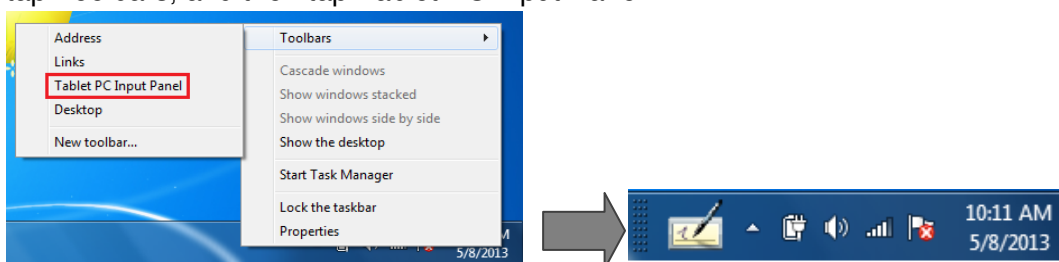 Address
Links
Tablet PC Input Panel
Desktop
New toolbar...
Toolbars
Cascade windows
Show windows stacked
Show windows side by side
Show the desktop
Start Task Manager
Lock the taskbar
Properties
5/8/2013
10:11 AM
5/8/2013